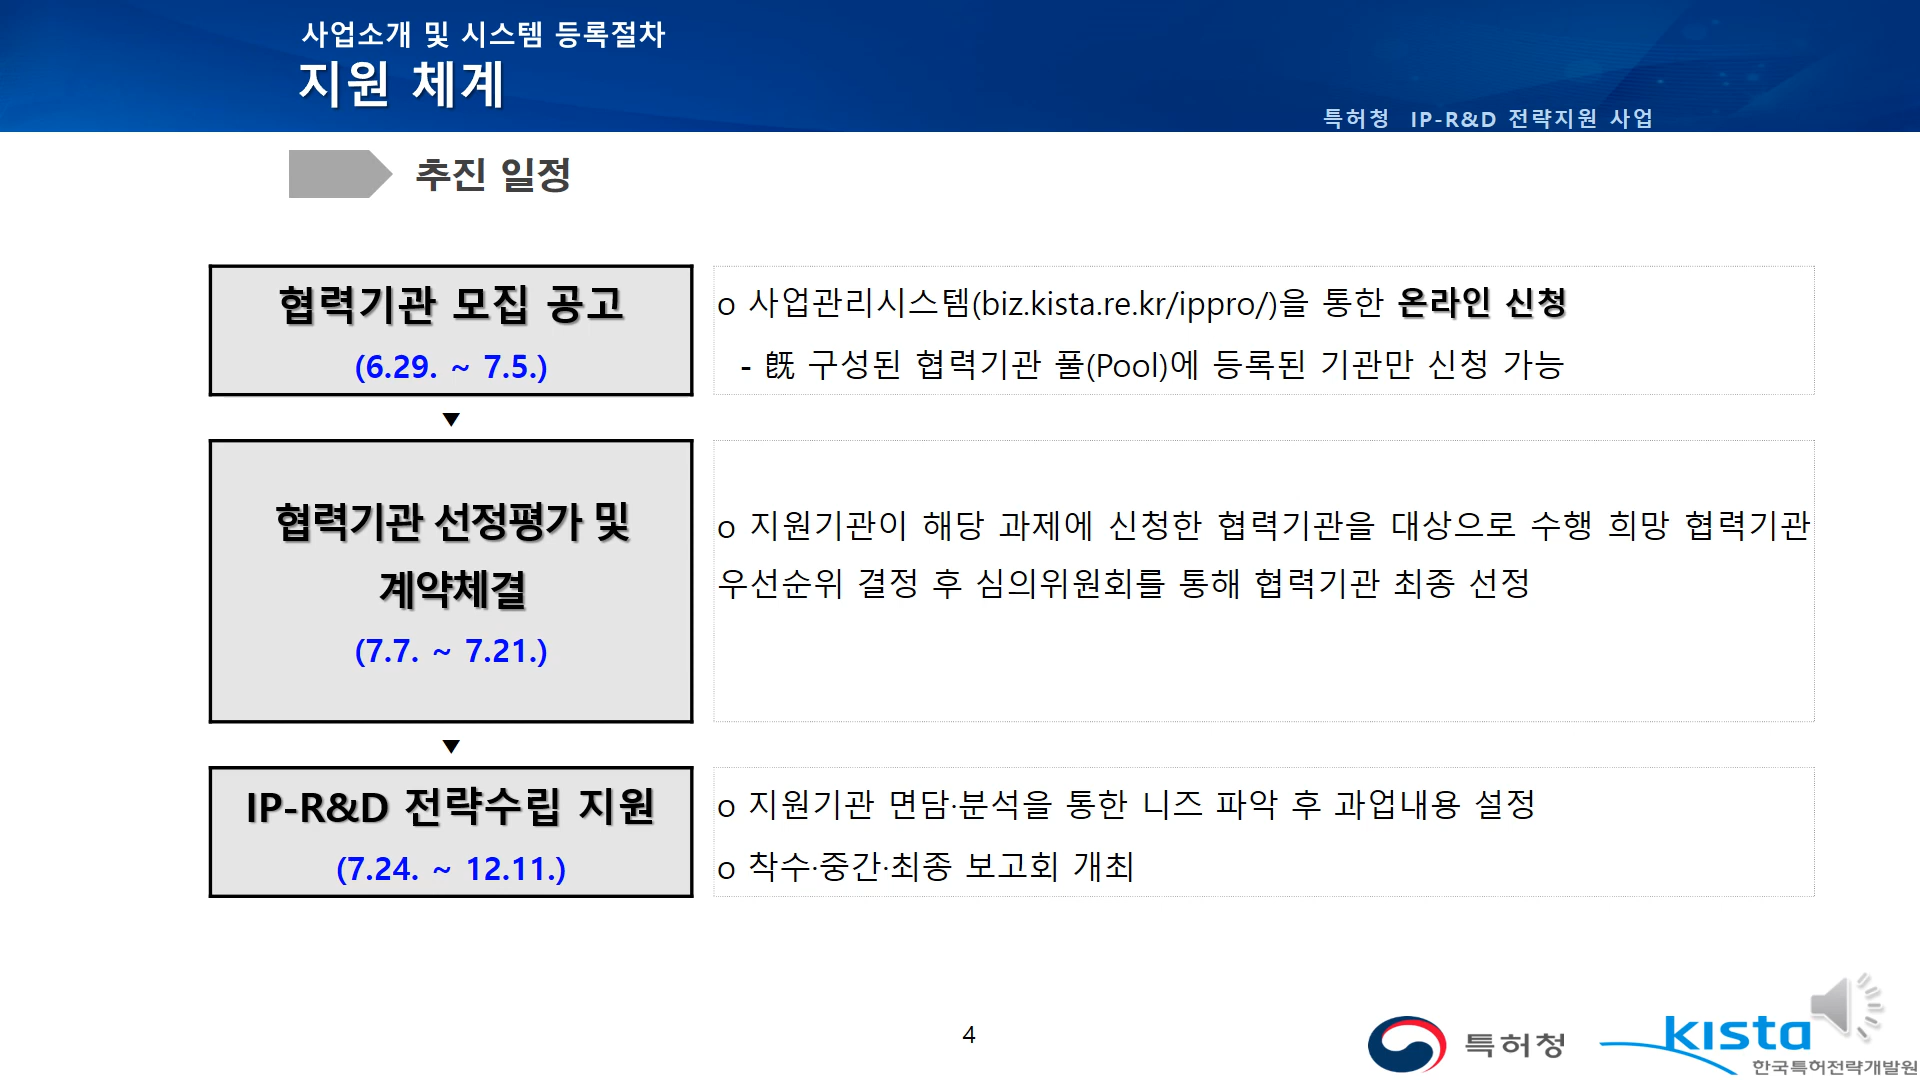 사업소개 및 시스템 등록절차
지원 체계
특허청 IP-R&D 전략지원 사업
추진 일정
협력기관 모집 공고
(6.29. ~ 7.5.)
o 사업관리시스템(biz.kista.re.kr/ippro/)을 통한 온라인 신청
- 旣 구성된 협력기관 풀(Pool)에 등록된 기관만 신청 가능
▼
협력기관 선정평가 및
계약체결
(7.7. ~ 7.21.)
o 지원기관이 해당 과제에 신청한 협력기관을 대상으로 수행 희망 협력기관
우선순위 결정 후 심의위원회를 통해 협력기관 최종 선정
▼
IP-R&D 전략수립 지원
(7.24. ~ 12.11.)
o 지원기관 면담·분석을 통한 니즈 파악 후 과업내용 설정
o 착수·중간·최종 보고회 개최
4
특허청
kista
한국특허전략개발원